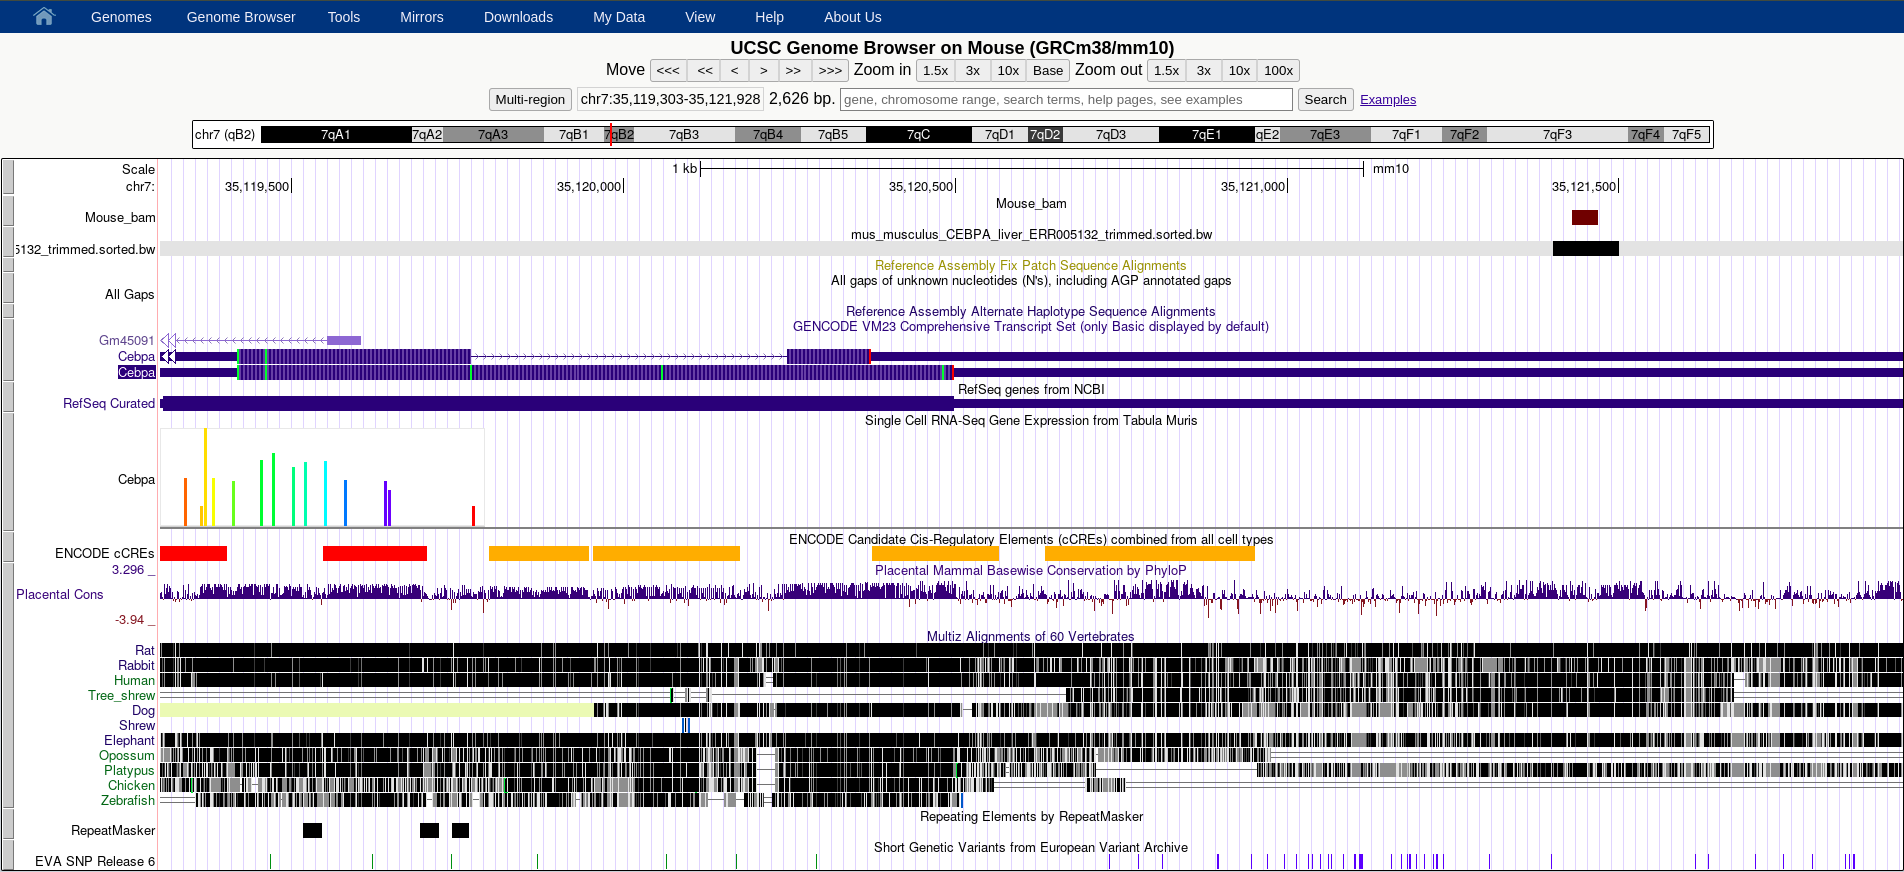 Genomes Genome Browser Tools Mirrors Downloads My Data View Help About Us
UCSC Genome Browser on Mouse (GRCm38/mm10)
Move <<< << < > >> >>> Zoom in 1.5x 3x 10x Base Zoom out 1.5x 3x 10x 100x
Multi-region chr7:35,119,303-35,121,928 2,626 bp. gene, chromosome range, search terms, help pages, see examples Search Examples
chr7 (qB2) 7qA1 7qA2 7qA3 7qB1 7qB2 7qB3 7qB4 7qB5 7qC 7qD1 7qD2 7qD3 7qE1 qE2 7qE3 7qF1 7qF2 7qF3 7qF4 7qF5
Scale 1 kb mm10
chr7: 35,119,500 35,120,000 35,120,500 35,121,000 35,121,500
Mouse_bam
Mouse_bam
mus_musculus_CEBPA_liver_ERR005132_trimmed.sorted.bw
5132_trimmed.sorted.bw
Reference Assembly Fix Patch Sequence Alignments
All gaps of unknown nucleotides (N's), including AGP annotated gaps
All Gaps
Reference Assembly Alternate Haplotype Sequence Alignments
GENCODE VM23 Comprehensive Transcript Set (only Basic displayed by default)
Gm45091
Cebpa
Cebpa
RefSeq genes from NCBI
RefSeq Curated
Single Cell RNA-Seq Gene Expression from Tabula Muris
Cebpa
ENCODE Candidate Cis-Regulatory Elements (cCREs) combined from all cell types
ENCODE cCREs
3.296 _
Placental Mammal Basewise Conservation by PhyloP
Placental Cons
-3.94 _
Multiz Alignments of 60 Vertebrates
Rat
Rabbit
Human
Tree_shrew
Dog
Shrew
Elephant
Opossum
Platypus
Chicken
Zebrafish
Repeating Elements by RepeatMasker
RepeatMasker
Short Genetic Variants from European Variant Archive
EVA SNP Release 6